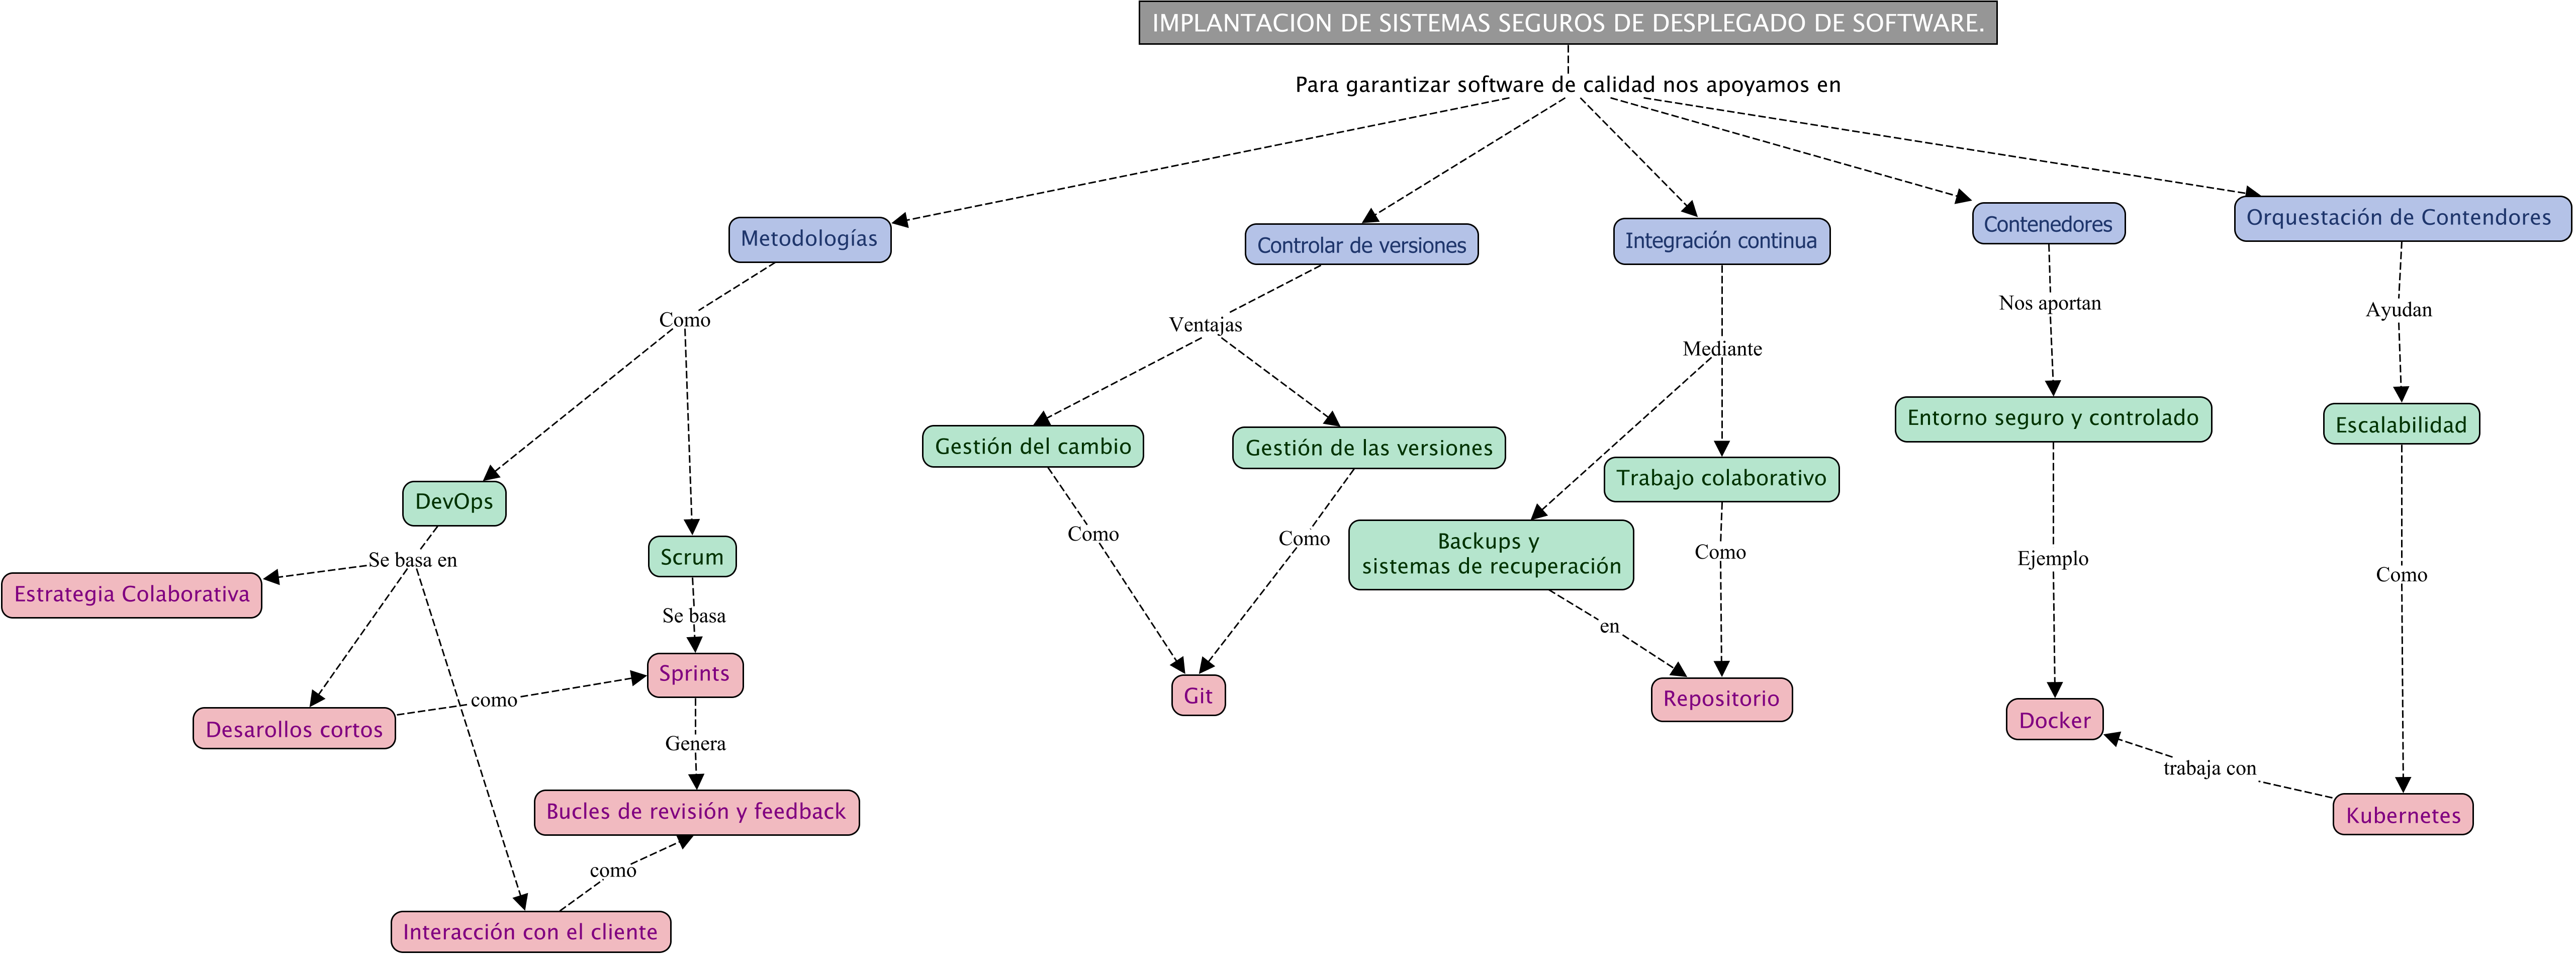 IMPLANTACION DE SISTEMAS SEGUROS DE DESPLEGADO DE SOFTWARE.
Para garantizar software de calidad nos apoyamos en
Metodologías
Controlar de versiones
Integración continua
Contenedores
Orquestación de Contendores
Como
Ventajas
Mediante
Nos aportan
Ayudan
Gestión del cambio
Gestión de las versiones
Trabajo colaborativo
Entorno seguro y controlado
Escalabilidad
DevOps
Scrum
Backups y
sistemas de recuperación
Se basa en
Como
Como
Como
Ejemplo
Como
Estrategia Colaborativa
Se basa
en
Sprints
Git
Repositorio
Docker
como
Desarollos cortos
Genera
trabaja con
Bucles de revisión y feedback
Kubernetes
como
Interacción con el cliente